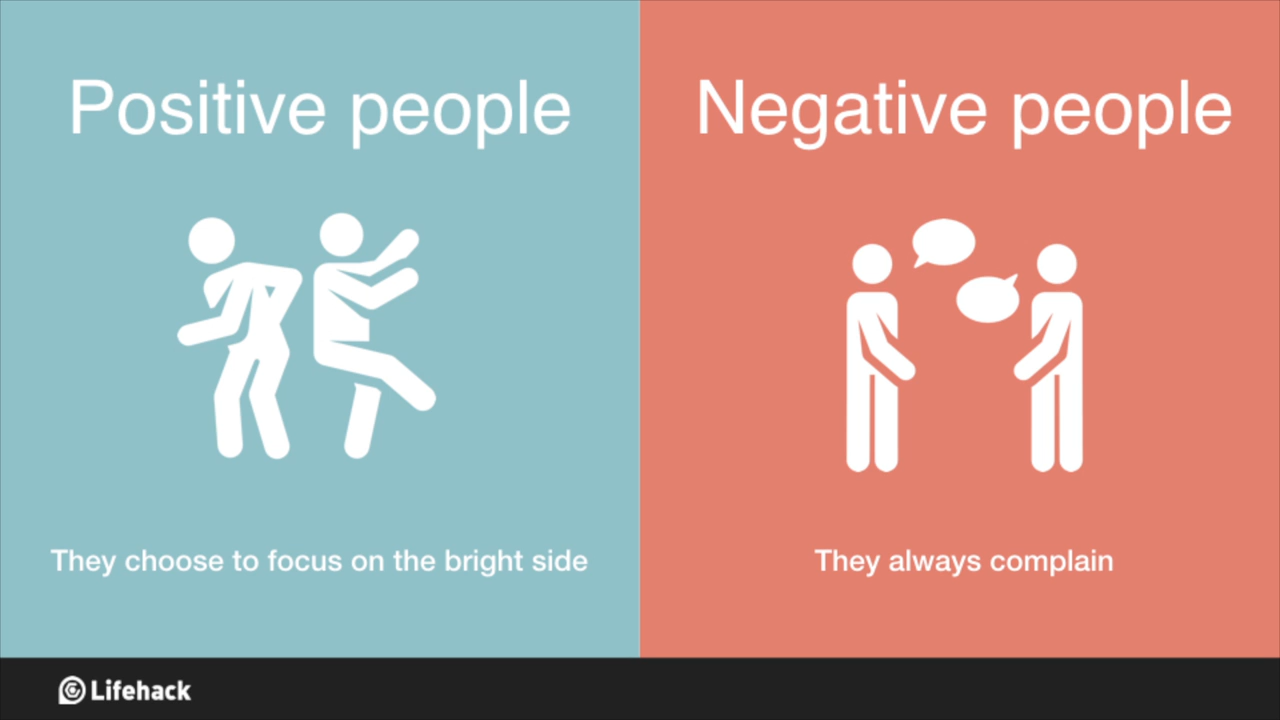 Positive people
They choose to focus on the bright side
Negative people
They always complain
Lifehack